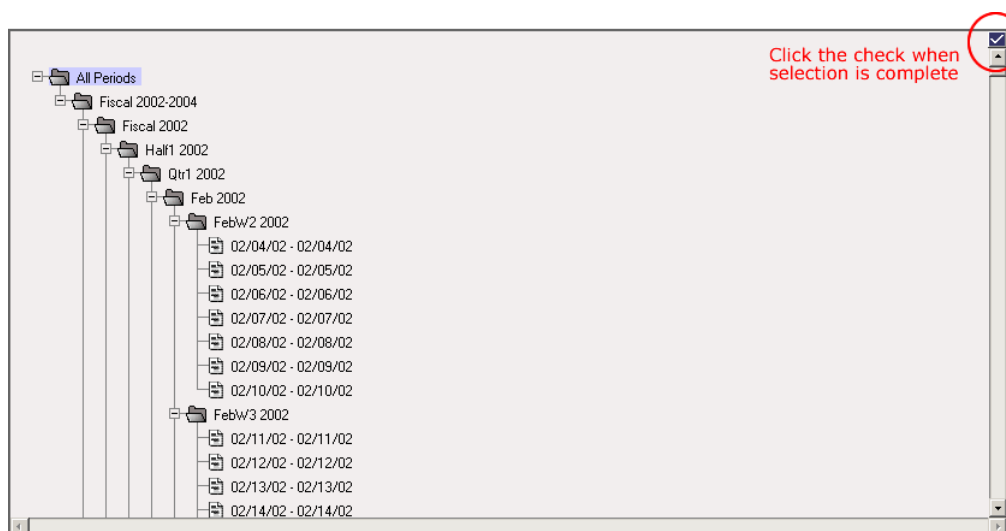 Click the check when
selection is complete
All Periods
Fiscal 2002-2004
Fiscal 2002
Half1 2002
Qtr1 2002
Feb 2002
FebW2 2002
02/04/02 - 02/04/02
02/05/02 - 02/05/02
02/06/02 - 02/06/02
02/07/02 - 02/07/02
02/08/02 - 02/08/02
02/09/02 - 02/09/02
02/10/02 - 02/10/02
FebW3 2002
02/11/02 - 02/11/02
02/12/02 - 02/12/02
02/13/02 - 02/13/02
02/14/02 - 02/14/02